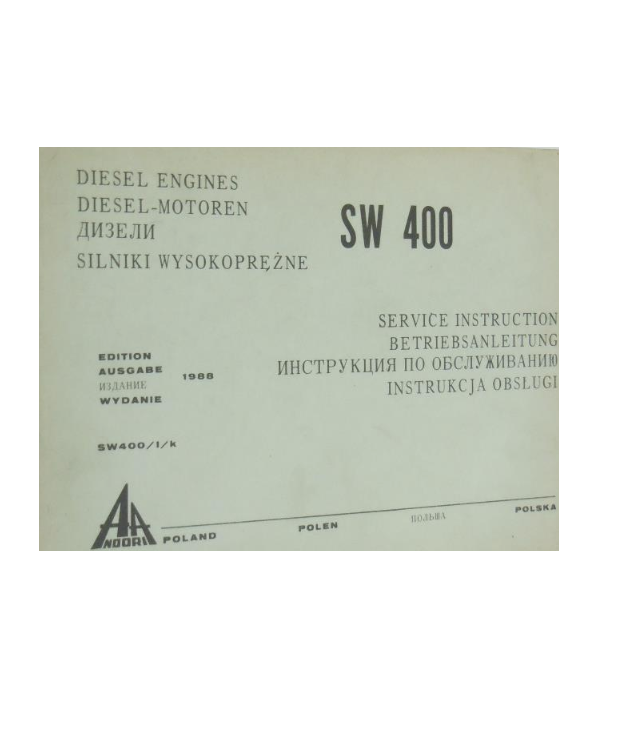 DIESEL ENGINES
DIESEL-MOTOREN
ДИЗЕЛИ
SILNIKI WYSOKOPRĘŻNE
SW 400
SERVICE INSTRUCTION
BETRIEBSANLEITUNG
ИНСТРУКЦИЯ ПО ОБСЛУЖИВАНИЮ
INSTRUKCJA OBSŁUGI
EDITION
AUSGABE 1988
ИЗДАНИЕ
WYDANIE
SW400/I/k
ANDORIA
POLAND POLEN ПОЛЬША POLSKA